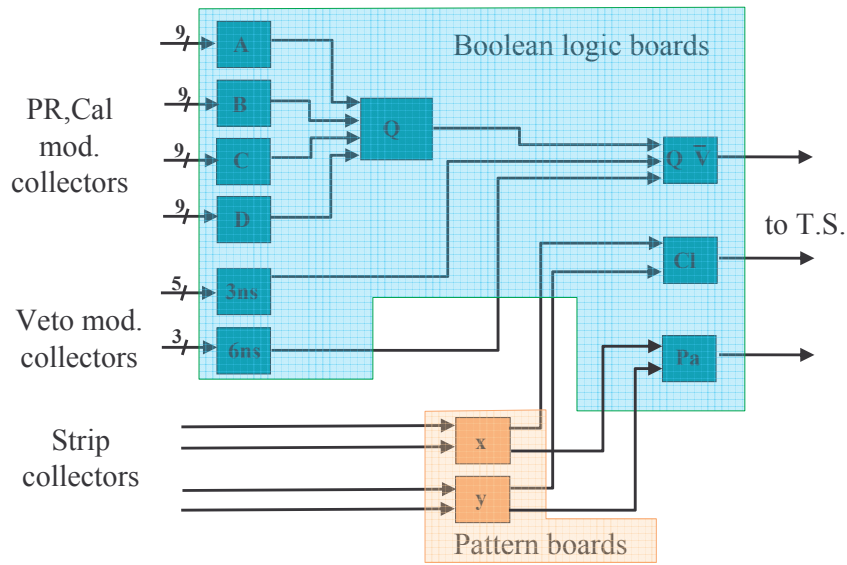 9
A
Boolean logic boards
9
B
PR,Cal
mod.
collectors
Q
9
C
Q V̅
9
D
to T.S.
Cl
5
3ns
Veto mod.
collectors
3
6ns
Pa
Strip
collectors
x
y
Pattern boards